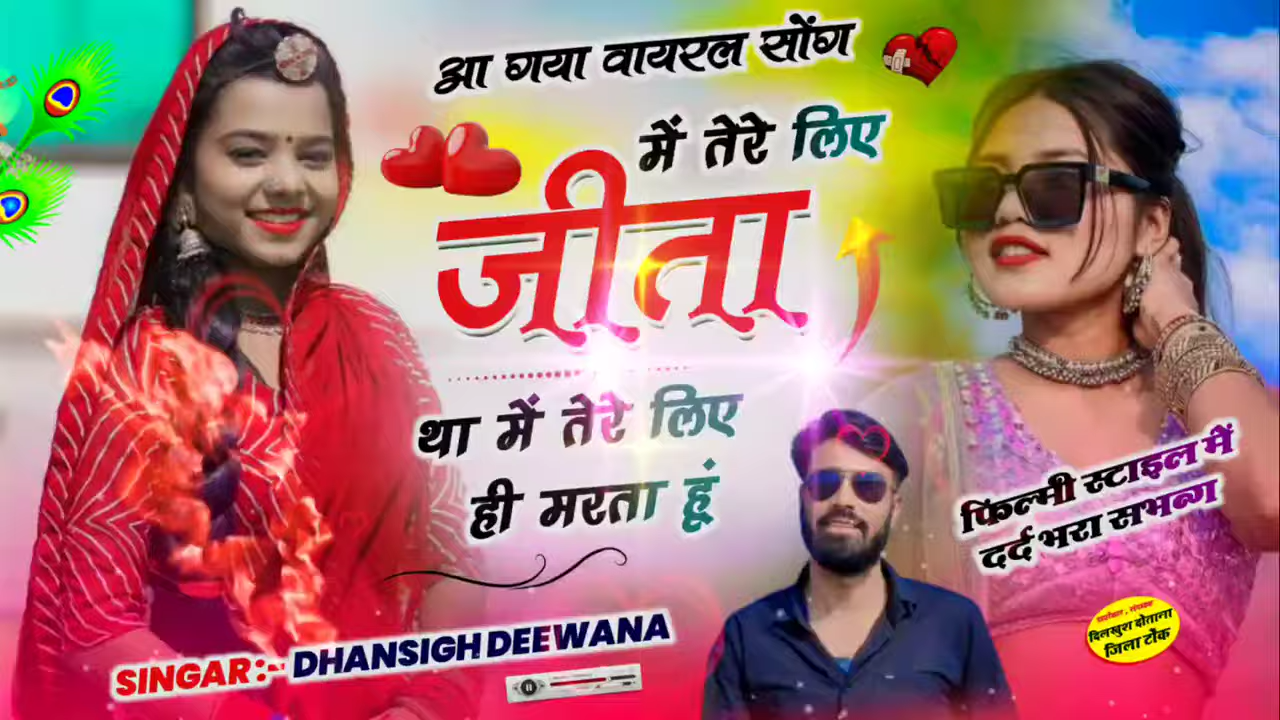 आ गया वायरल सोंग
में तेरे लिए
जीता
था में तेरे लिए
ही मरता हूं
फिल्मी स्टाइल में
दर्द भरा सभन्ग
SINGAR:- DHANSIGH DEEWANA
दिलखुश दोताना
जिला टोंक